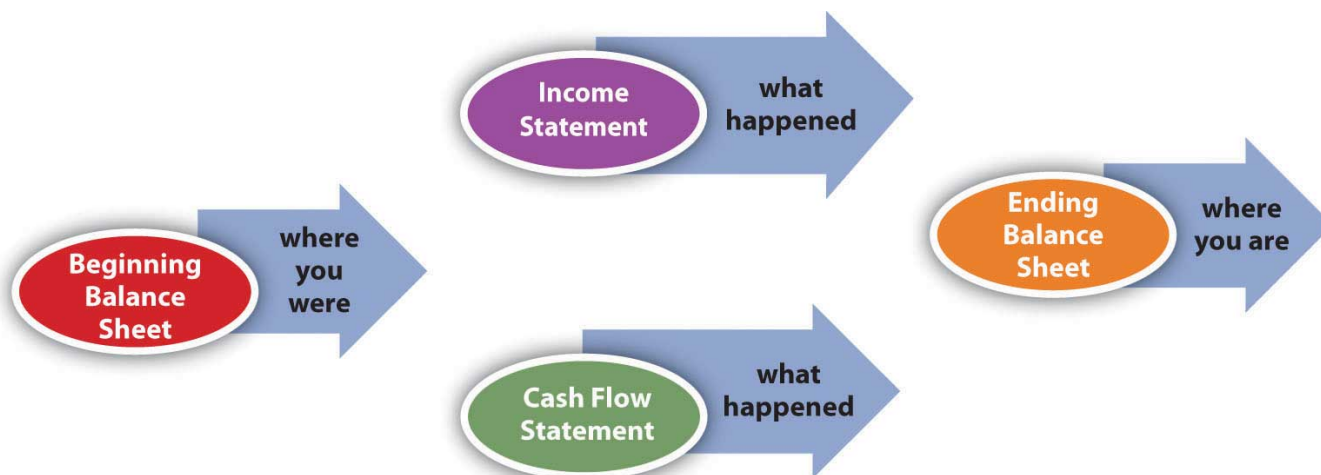 Beginning
Balance
Sheet
where
you
were
Income
Statement
what
happened
Cash Flow
Statement
what
happened
Ending
Balance
Sheet
where
you are